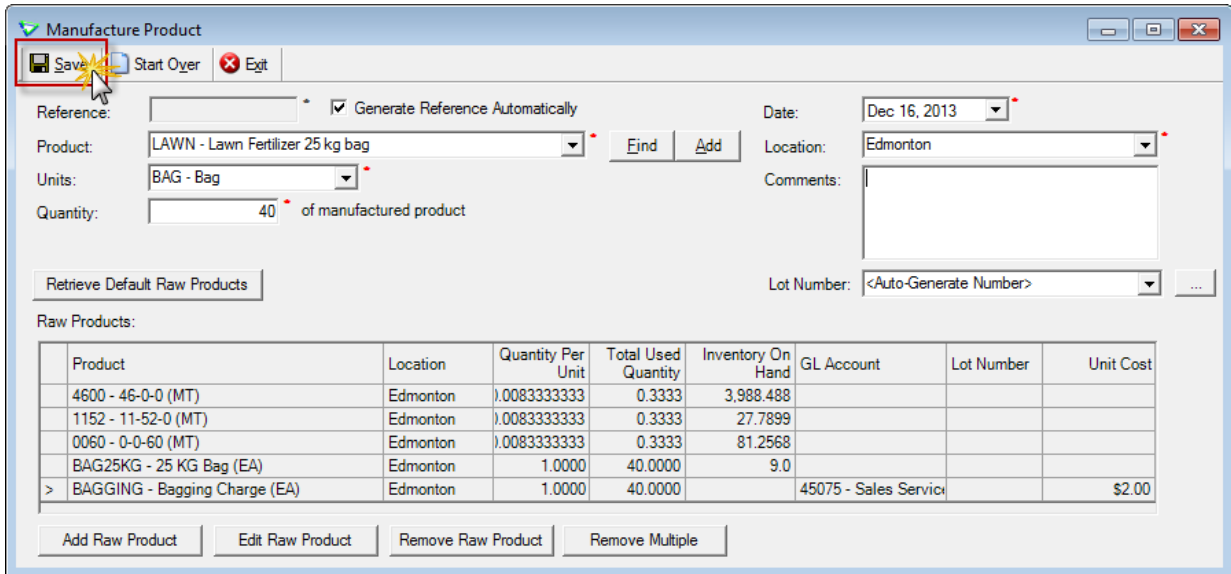 Manufacture Product
Save Start Over Exit
Reference: * Generate Reference Automatically Date: Dec 16, 2013 *
Product: LAWN - Lawn Fertilizer 25 kg bag * Find Add Location: Edmonton *
Units: BAG - Bag * Comments:
Quantity: 40 * of manufactured product
Retrieve Default Raw Products Lot Number: <Auto-Generate Number> ...
Raw Products:
Product Location Quantity Per Unit Total Used Quantity Inventory On Hand GL Account Lot Number Unit Cost
4600 - 46-0-0 (MT) Edmonton ).0083333333 0.3333 3,988.488
1152 - 11-52-0 (MT) Edmonton ).0083333333 0.3333 27.7899
0060 - 0-0-60 (MT) Edmonton ).0083333333 0.3333 81.2568
BAG25KG - 25 KG Bag (EA) Edmonton 1.0000 40.0000 9.0
> BAGGING - Bagging Charge (EA) Edmonton 1.0000 40.0000 45075 - Sales Service $2.00
Add Raw Product Edit Raw Product Remove Raw Product Remove Multiple